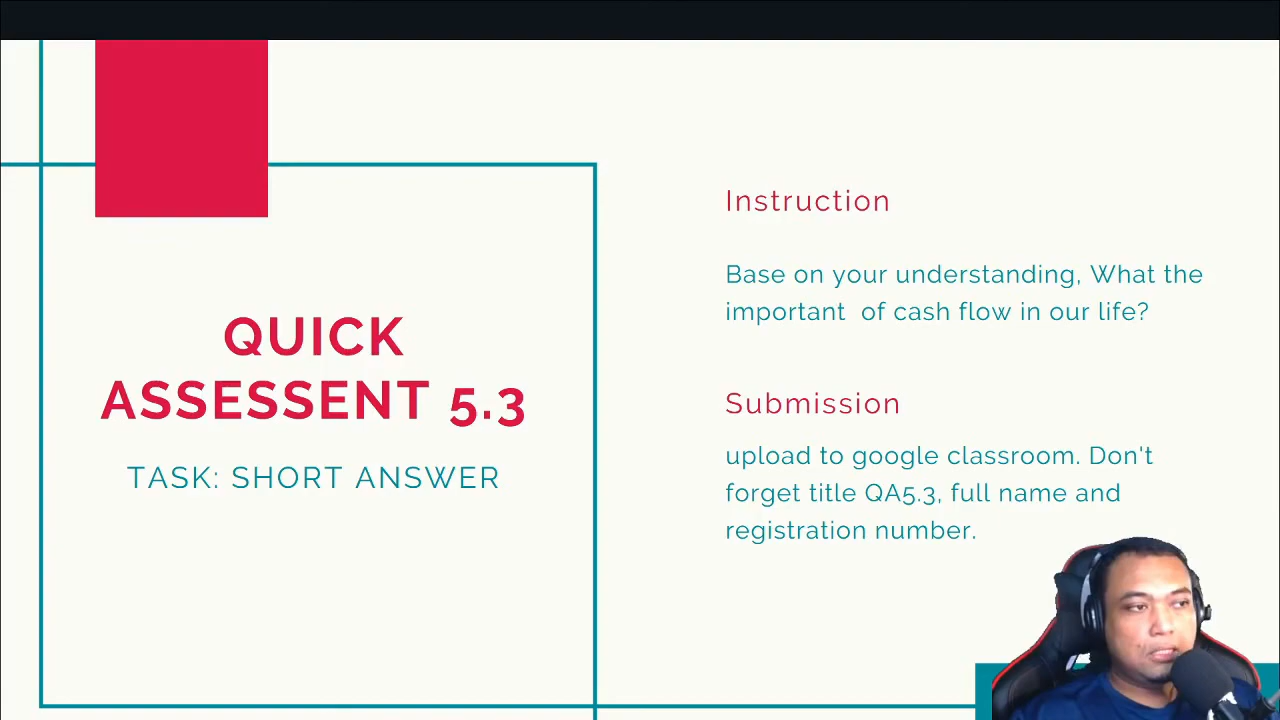 QUICK
ASSESSENT 5.3
TASK: SHORT ANSWER
Instruction
Base on your understanding, What the
important of cash flow in our life?
Submission
upload to google classroom. Don't
forget title QA5.3, full name and
registration number.